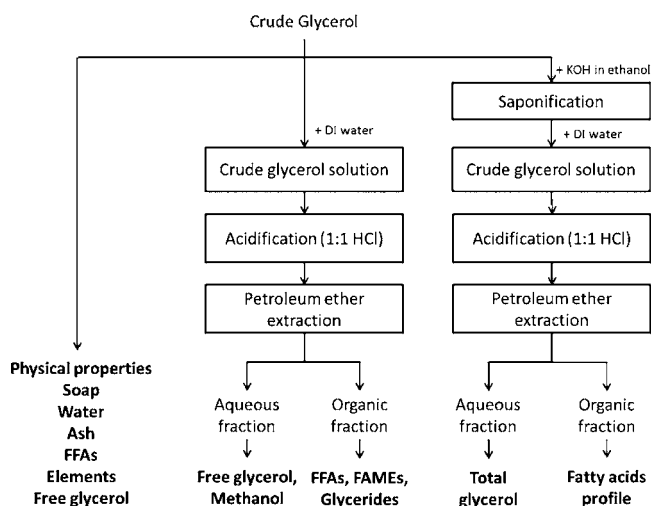 Crude Glycerol
+ KOH in ethanol
Saponification
+ DI water
+ DI water
Crude glycerol solution
Crude glycerol solution
Acidification (1:1 HCl)
Acidification (1:1 HCl)
Petroleum ether
extraction
Petroleum ether
extraction
Physical properties
Soap
Water
Ash
FFAs
Elements
Free glycerol
Aqueous
fraction
Organic
fraction
Aqueous
fraction
Organic
fraction
Free glycerol,
Methanol
FFAs, FAMEs,
Glycerides
Total
glycerol
Fatty acids
profile